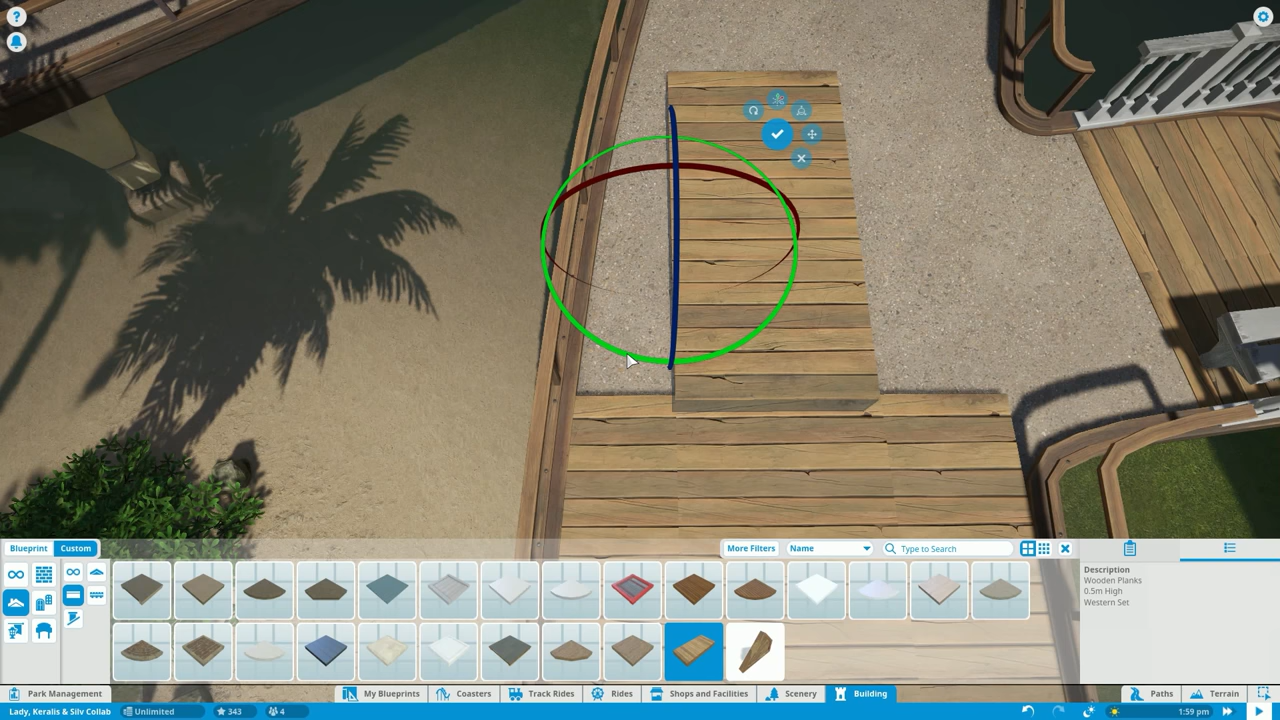 ?
Blueprint
Custom
More Filters
Name
Type to Search
Description
Wooden Planks
0.5m High
Western Set
Park Management
My Blueprints
Coasters
Track Rides
Rides
Shops and Facilities
Scenery
Building
Paths
Terrain
Lady, Keralis & Silv Collab
Unlimited
343
4
1:59 pm